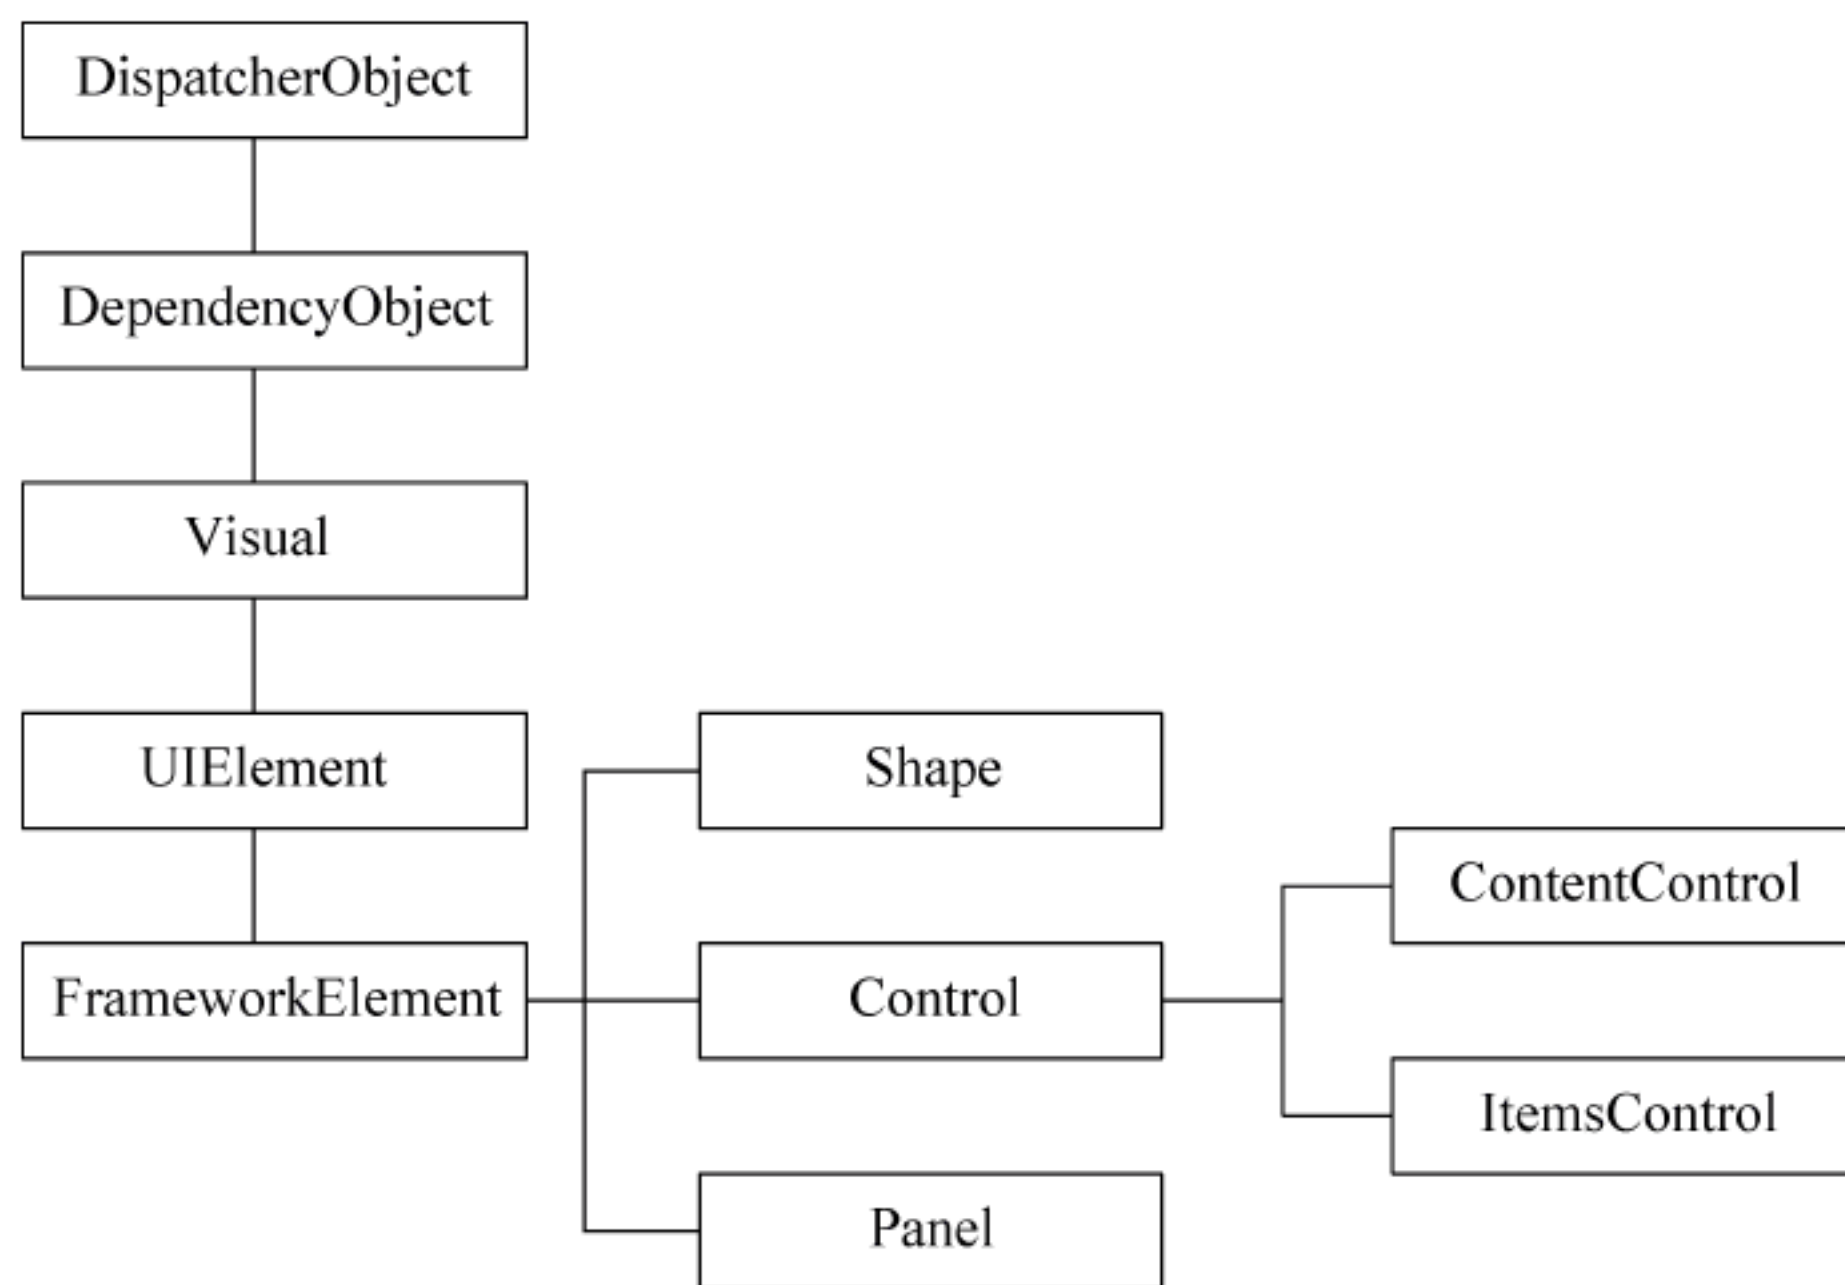 DispatcherObject
DependencyObject
Visual
UIElement
Shape
ContentControl
FrameworkElement
Control
ItemsControl
Panel